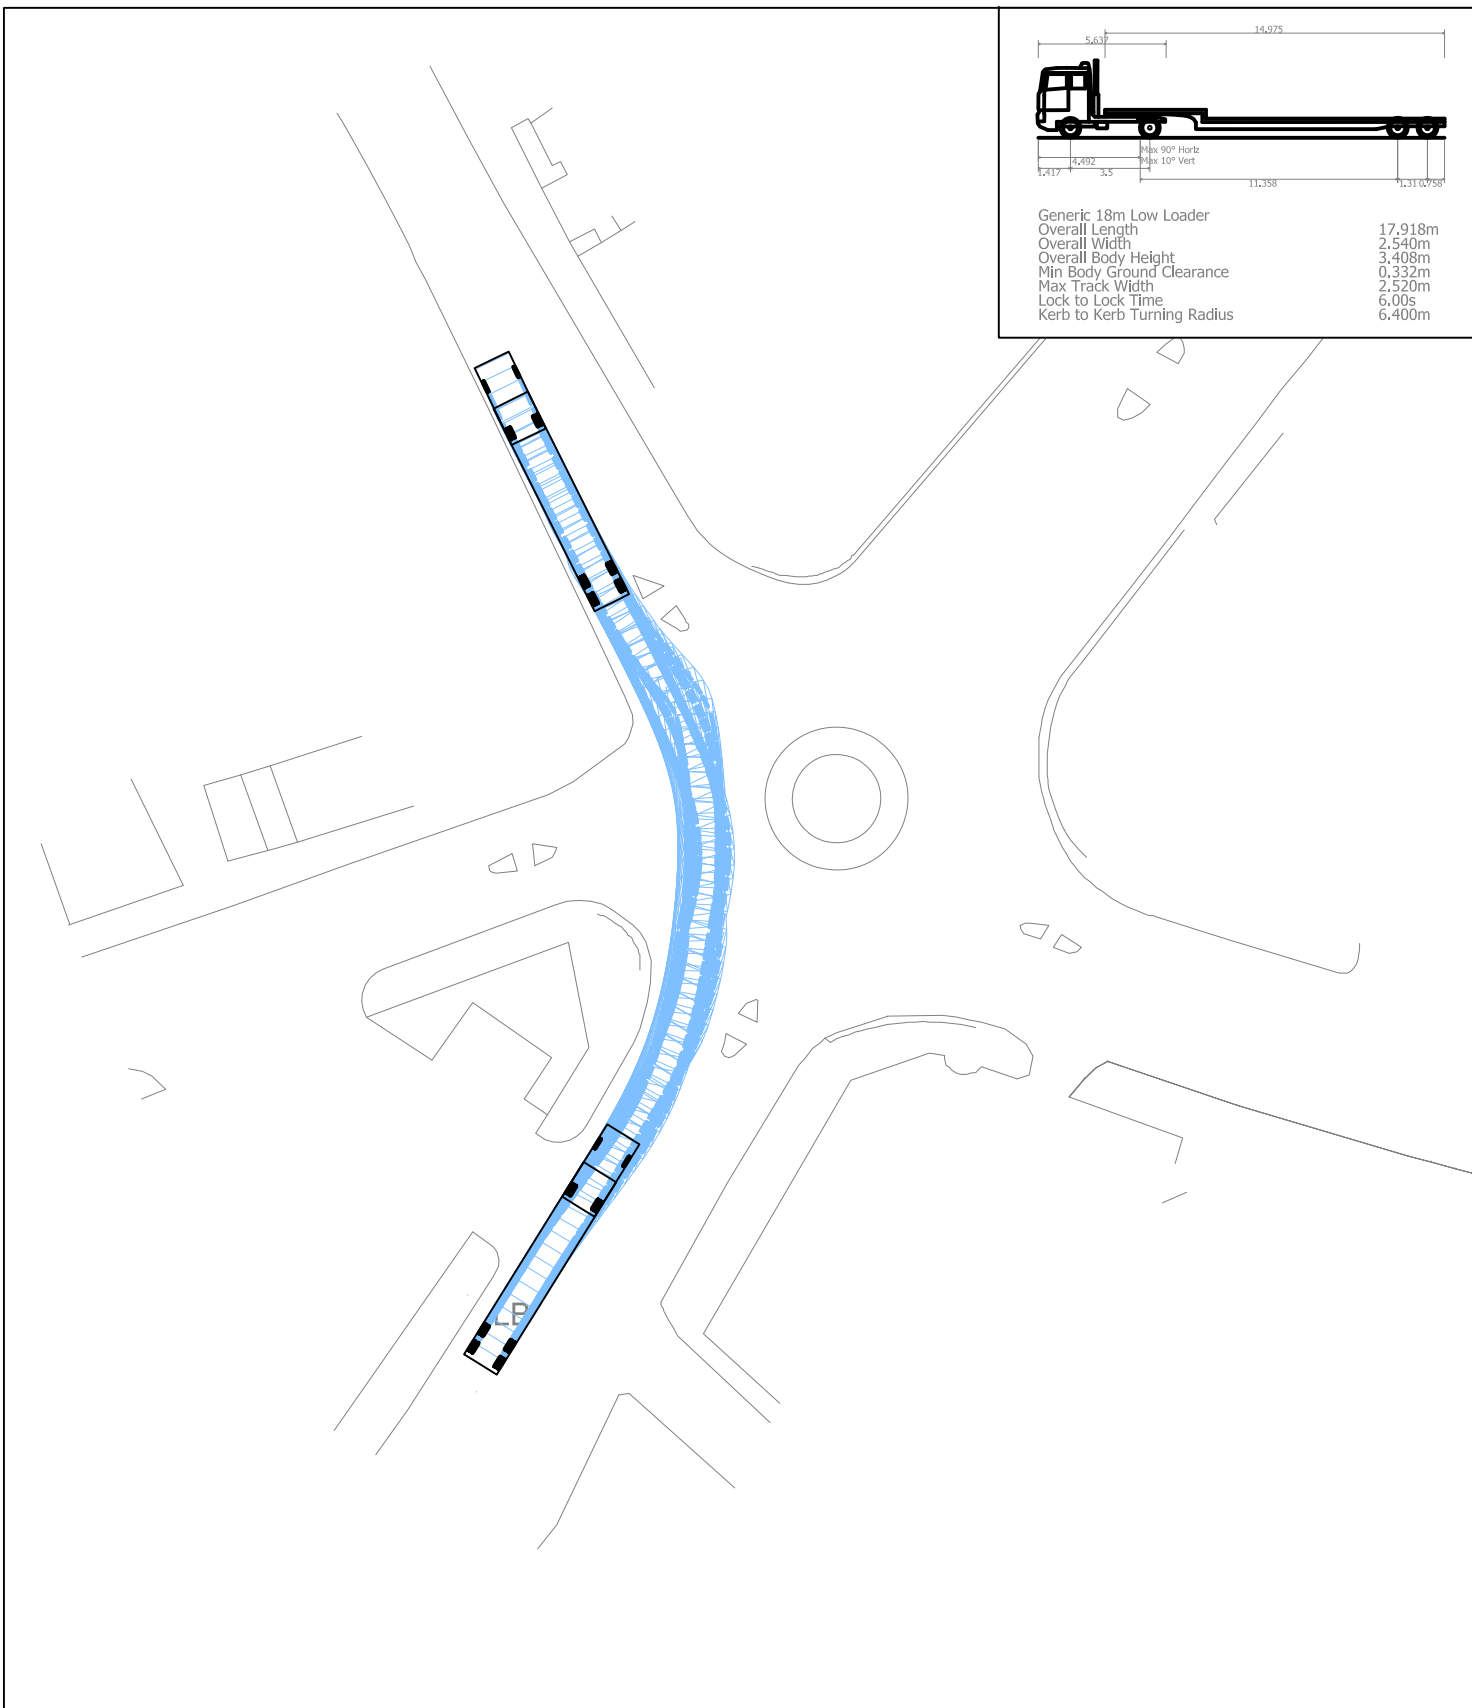 14.975
5.637
Max 90° Horiz
Max 10° Vert
4.492
1.417
3.5
11.358
1.31
0.758
Generic 18m Low Loader
Overall Length 17.918m
Overall Width 2.540m
Overall Body Height 3.408m
Min Body Ground Clearance 0.332m
Max Track Width 2.520m
Lock to Lock Time 6.00s
Kerb to Kerb Turning Radius 6.400m
LB